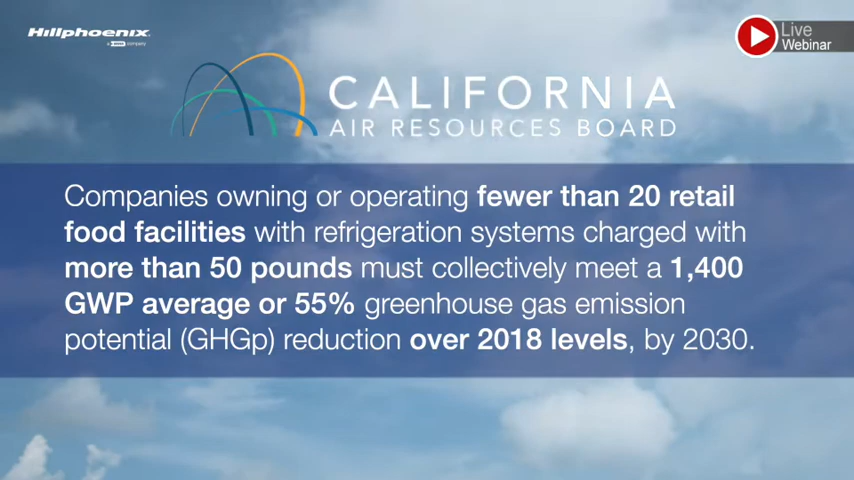 Hillphoenix
Live
Webinar
CALIFORNIA
AIR RESOURCES BOARD
Companies owning or operating fewer than 20 retail
food facilities with refrigeration systems charged with
more than 50 pounds must collectively meet a 1,400
GWP average or 55% greenhouse gas emission
potential (GHGp) reduction over 2018 levels, by 2030.